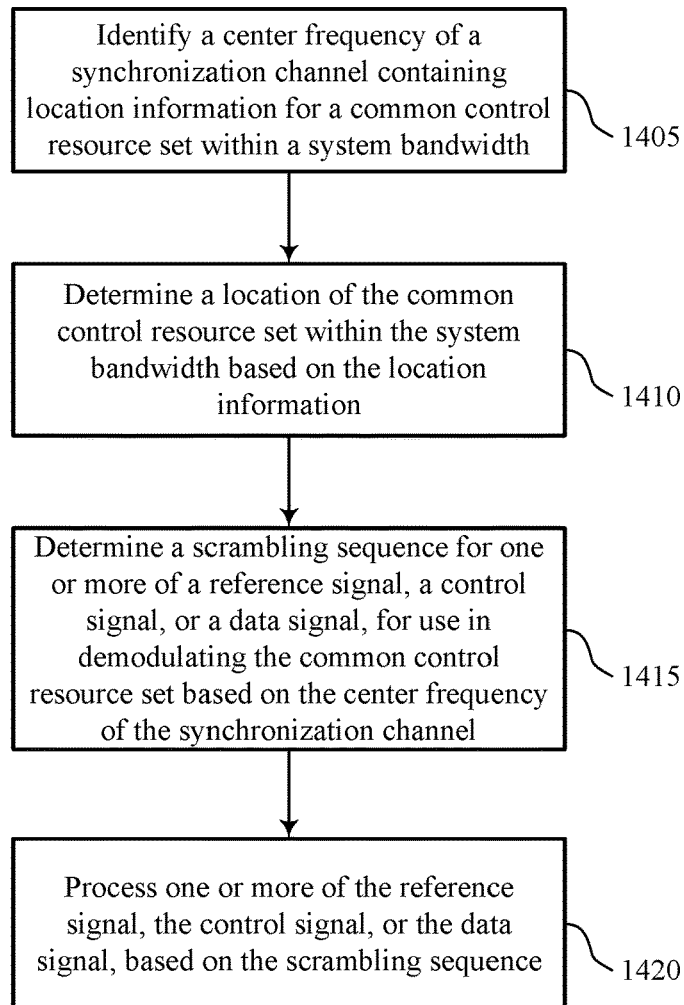 Identify a center frequency of a
synchronization channel containing
location information for a common control
resource set within a system bandwidth
1405
Determine a location of the common
control resource set within the system
bandwidth based on the location
information
1410
Determine a scrambling sequence for one
or more of a reference signal, a control
signal, or a data signal, for use in
demodulating the common control
resource set based on the center frequency
of the synchronization channel
1415
Process one or more of the reference
signal, the control signal, or the data
signal, based on the scrambling sequence
1420